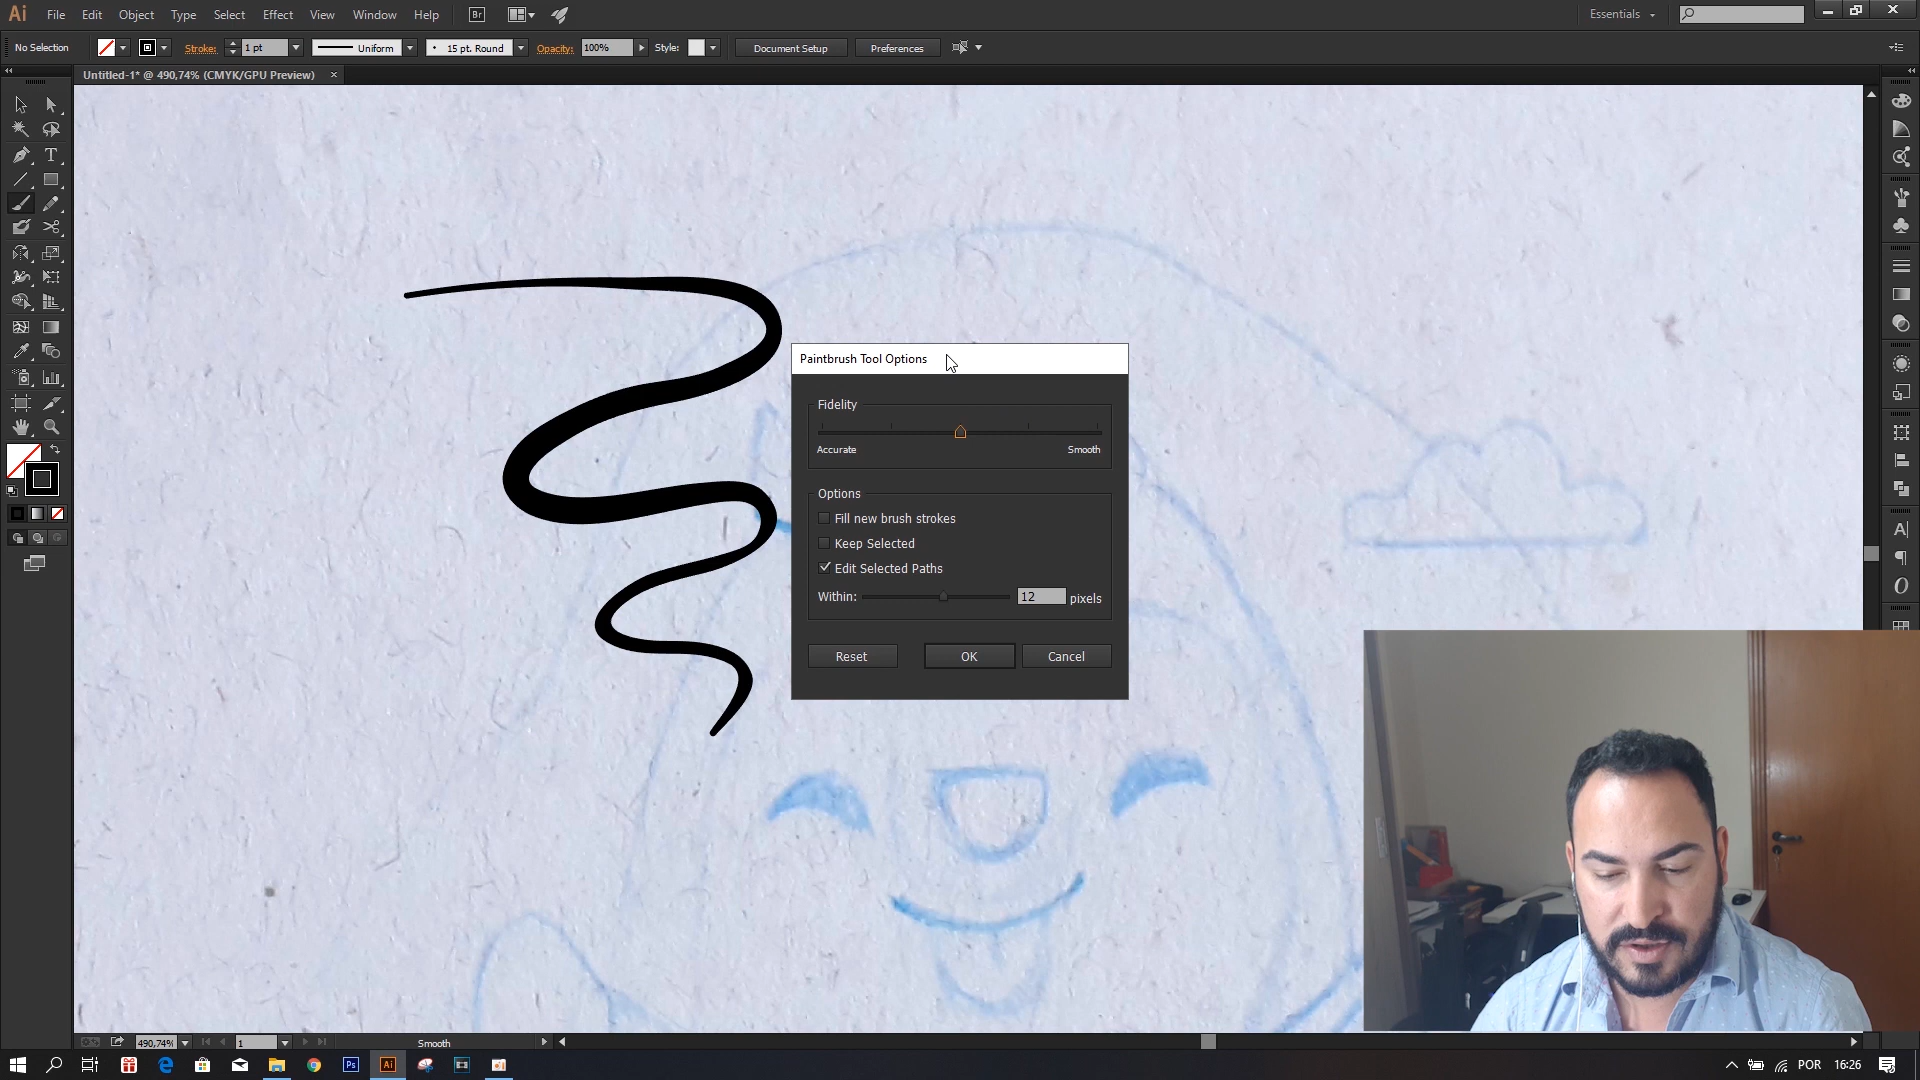 Ai File Edit Object Type Select Effect View Window Help Br Essentials
No Selection Stroke: 1 pt Uniform 15 pt. Round Opacity: 100% Style: Document Setup Preferences
Untitled-1* @ 490,74% (CMYK/GPU Preview)
Paintbrush Tool Options
Fidelity
Accurate Smooth
Options
Fill new brush strokes
Keep Selected
Edit Selected Paths
Within: 12 pixels
Reset OK Cancel
490,74% 1 Smooth
Ps Ai POR 16:26